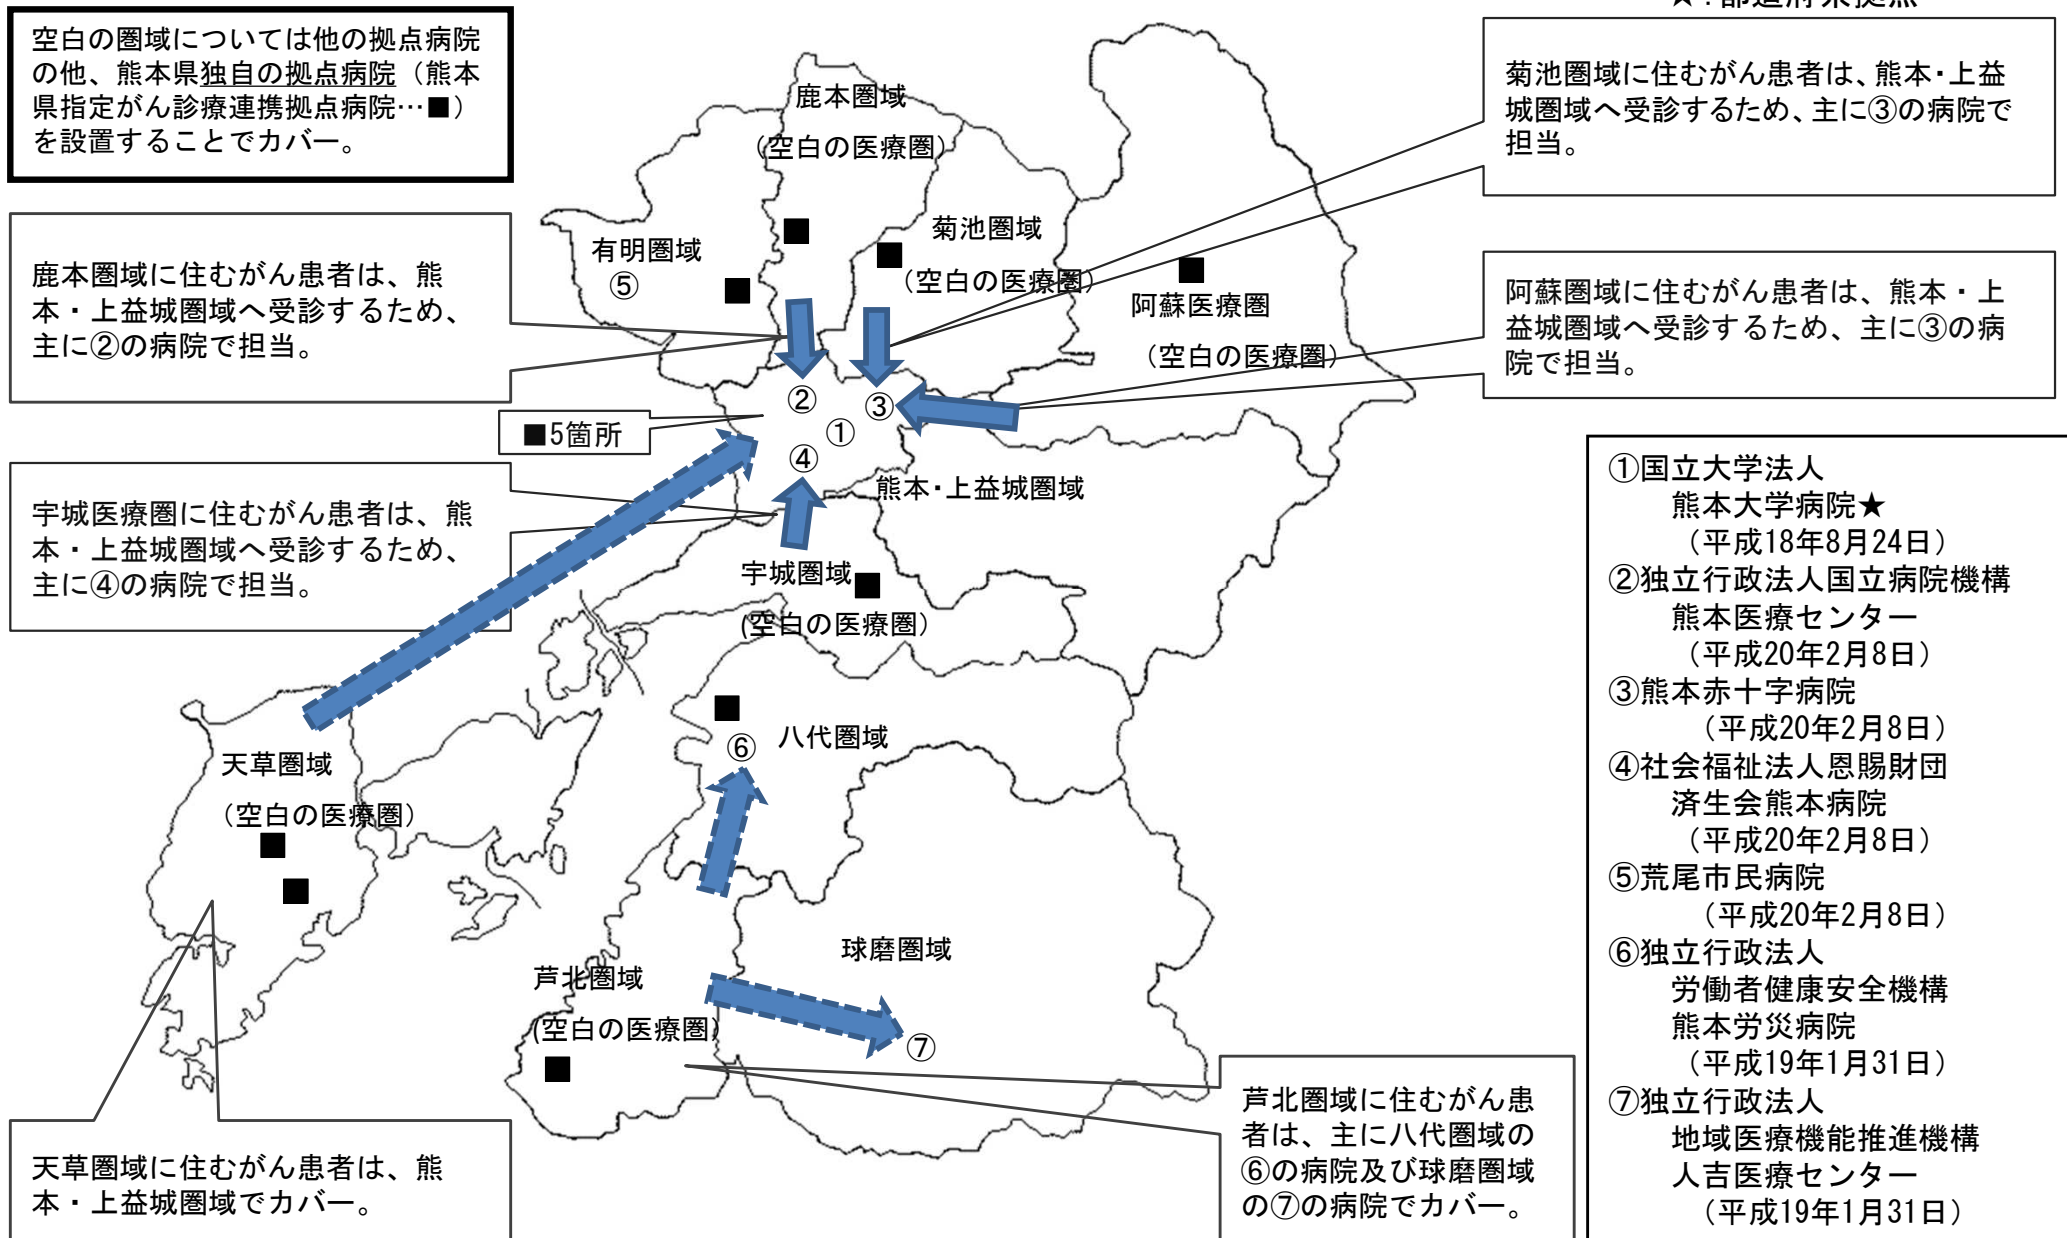 ★:都道府県拠点
空白の圏域については他の拠点病院
の他、熊本県独自の拠点病院（熊本
県指定がん診療連携拠点病院…■）
を設置することでカバー。
菊池圏域に住むがん患者は、熊本・上益
城圏域へ受診するため、主に③の病院で
担当。
鹿本圏域
（空白の医療圏）
菊池圏域
（空白の医療圏）
有明圏域
⑤
阿蘇医療圏
（空白の医療圏）
鹿本圏域に住むがん患者は、熊
本・上益城圏域へ受診するため、
主に②の病院で担当。
阿蘇圏域に住むがん患者は、熊本・上
益城圏域へ受診するため、主に③の病
院で担当。
②
③
①
④
■5箇所
熊本・上益城圏域
宇城医療圏に住むがん患者は、熊
本・上益城圏域へ受診するため、
主に④の病院で担当。
宇城圏域
（空白の医療圏）
八代圏域
⑥
天草圏域
（空白の医療圏）
球磨圏域
芦北圏域
（空白の医療圏）
⑦
天草圏域に住むがん患者は、熊
本・上益城圏域でカバー。
芦北圏域に住むがん患
者は、主に八代圏域の
⑥の病院及び球磨圏域
の⑦の病院でカバー。
①国立大学法人
熊本大学病院★
（平成18年8月24日）
②独立行政法人国立病院機構
熊本医療センター
（平成20年2月8日）
③熊本赤十字病院
（平成20年2月8日）
④社会福祉法人恩賜財団
済生会熊本病院
（平成20年2月8日）
⑤荒尾市民病院
（平成20年2月8日）
⑥独立行政法人
労働者健康安全機構
熊本労災病院
（平成19年1月31日）
⑦独立行政法人
地域医療機能推進機構
人吉医療センター
（平成19年1月31日）